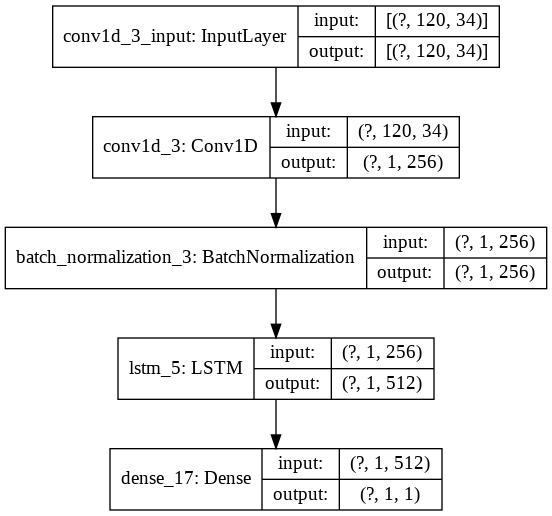 conv1d_3_input: InputLayer
input: [(?, 120, 34)]
output: [(?, 120, 34)]
conv1d_3: Conv1D
input: (?, 120, 34)
output: (?, 1, 256)
batch_normalization_3: BatchNormalization
input: (?, 1, 256)
output: (?, 1, 256)
lstm_5: LSTM
input: (?, 1, 256)
output: (?, 1, 512)
dense_17: Dense
input: (?, 1, 512)
output: (?, 1, 1)